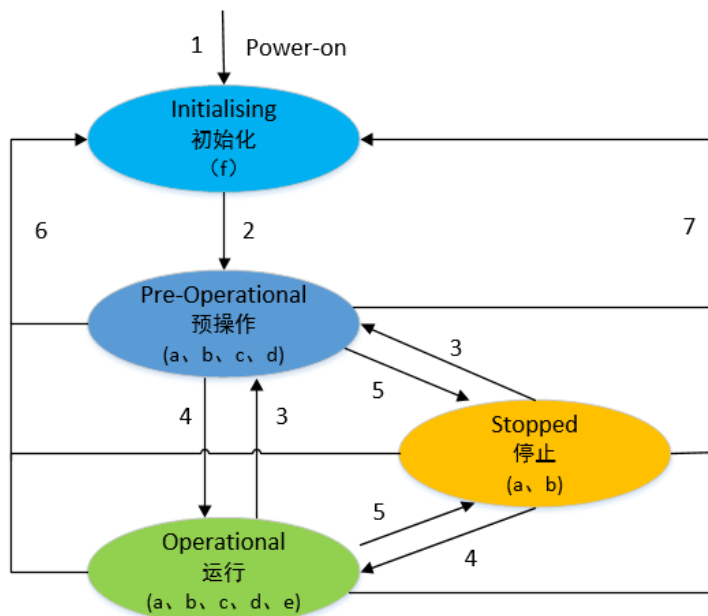 1 Power-on
Initialising
初始化
（f）
6
2
7
Pre-Operational
预操作
(a、b、c、d)
3
5
4
3
Stopped
停止
(a、b)
5
4
Operational
运行
(a、b、c、d、e)